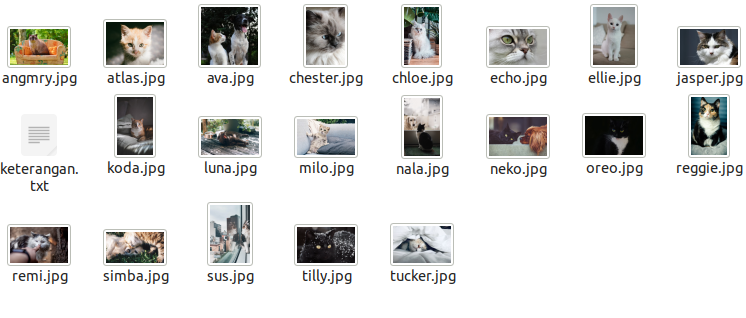 angmry.jpg
atlas.jpg
ava.jpg
chester.jpg
chloe.jpg
echo.jpg
ellie.jpg
jasper.jpg
keterangan.
txt
koda.jpg
luna.jpg
milo.jpg
nala.jpg
neko.jpg
oreo.jpg
reggie.jpg
remi.jpg
simba.jpg
sus.jpg
tilly.jpg
tucker.jpg